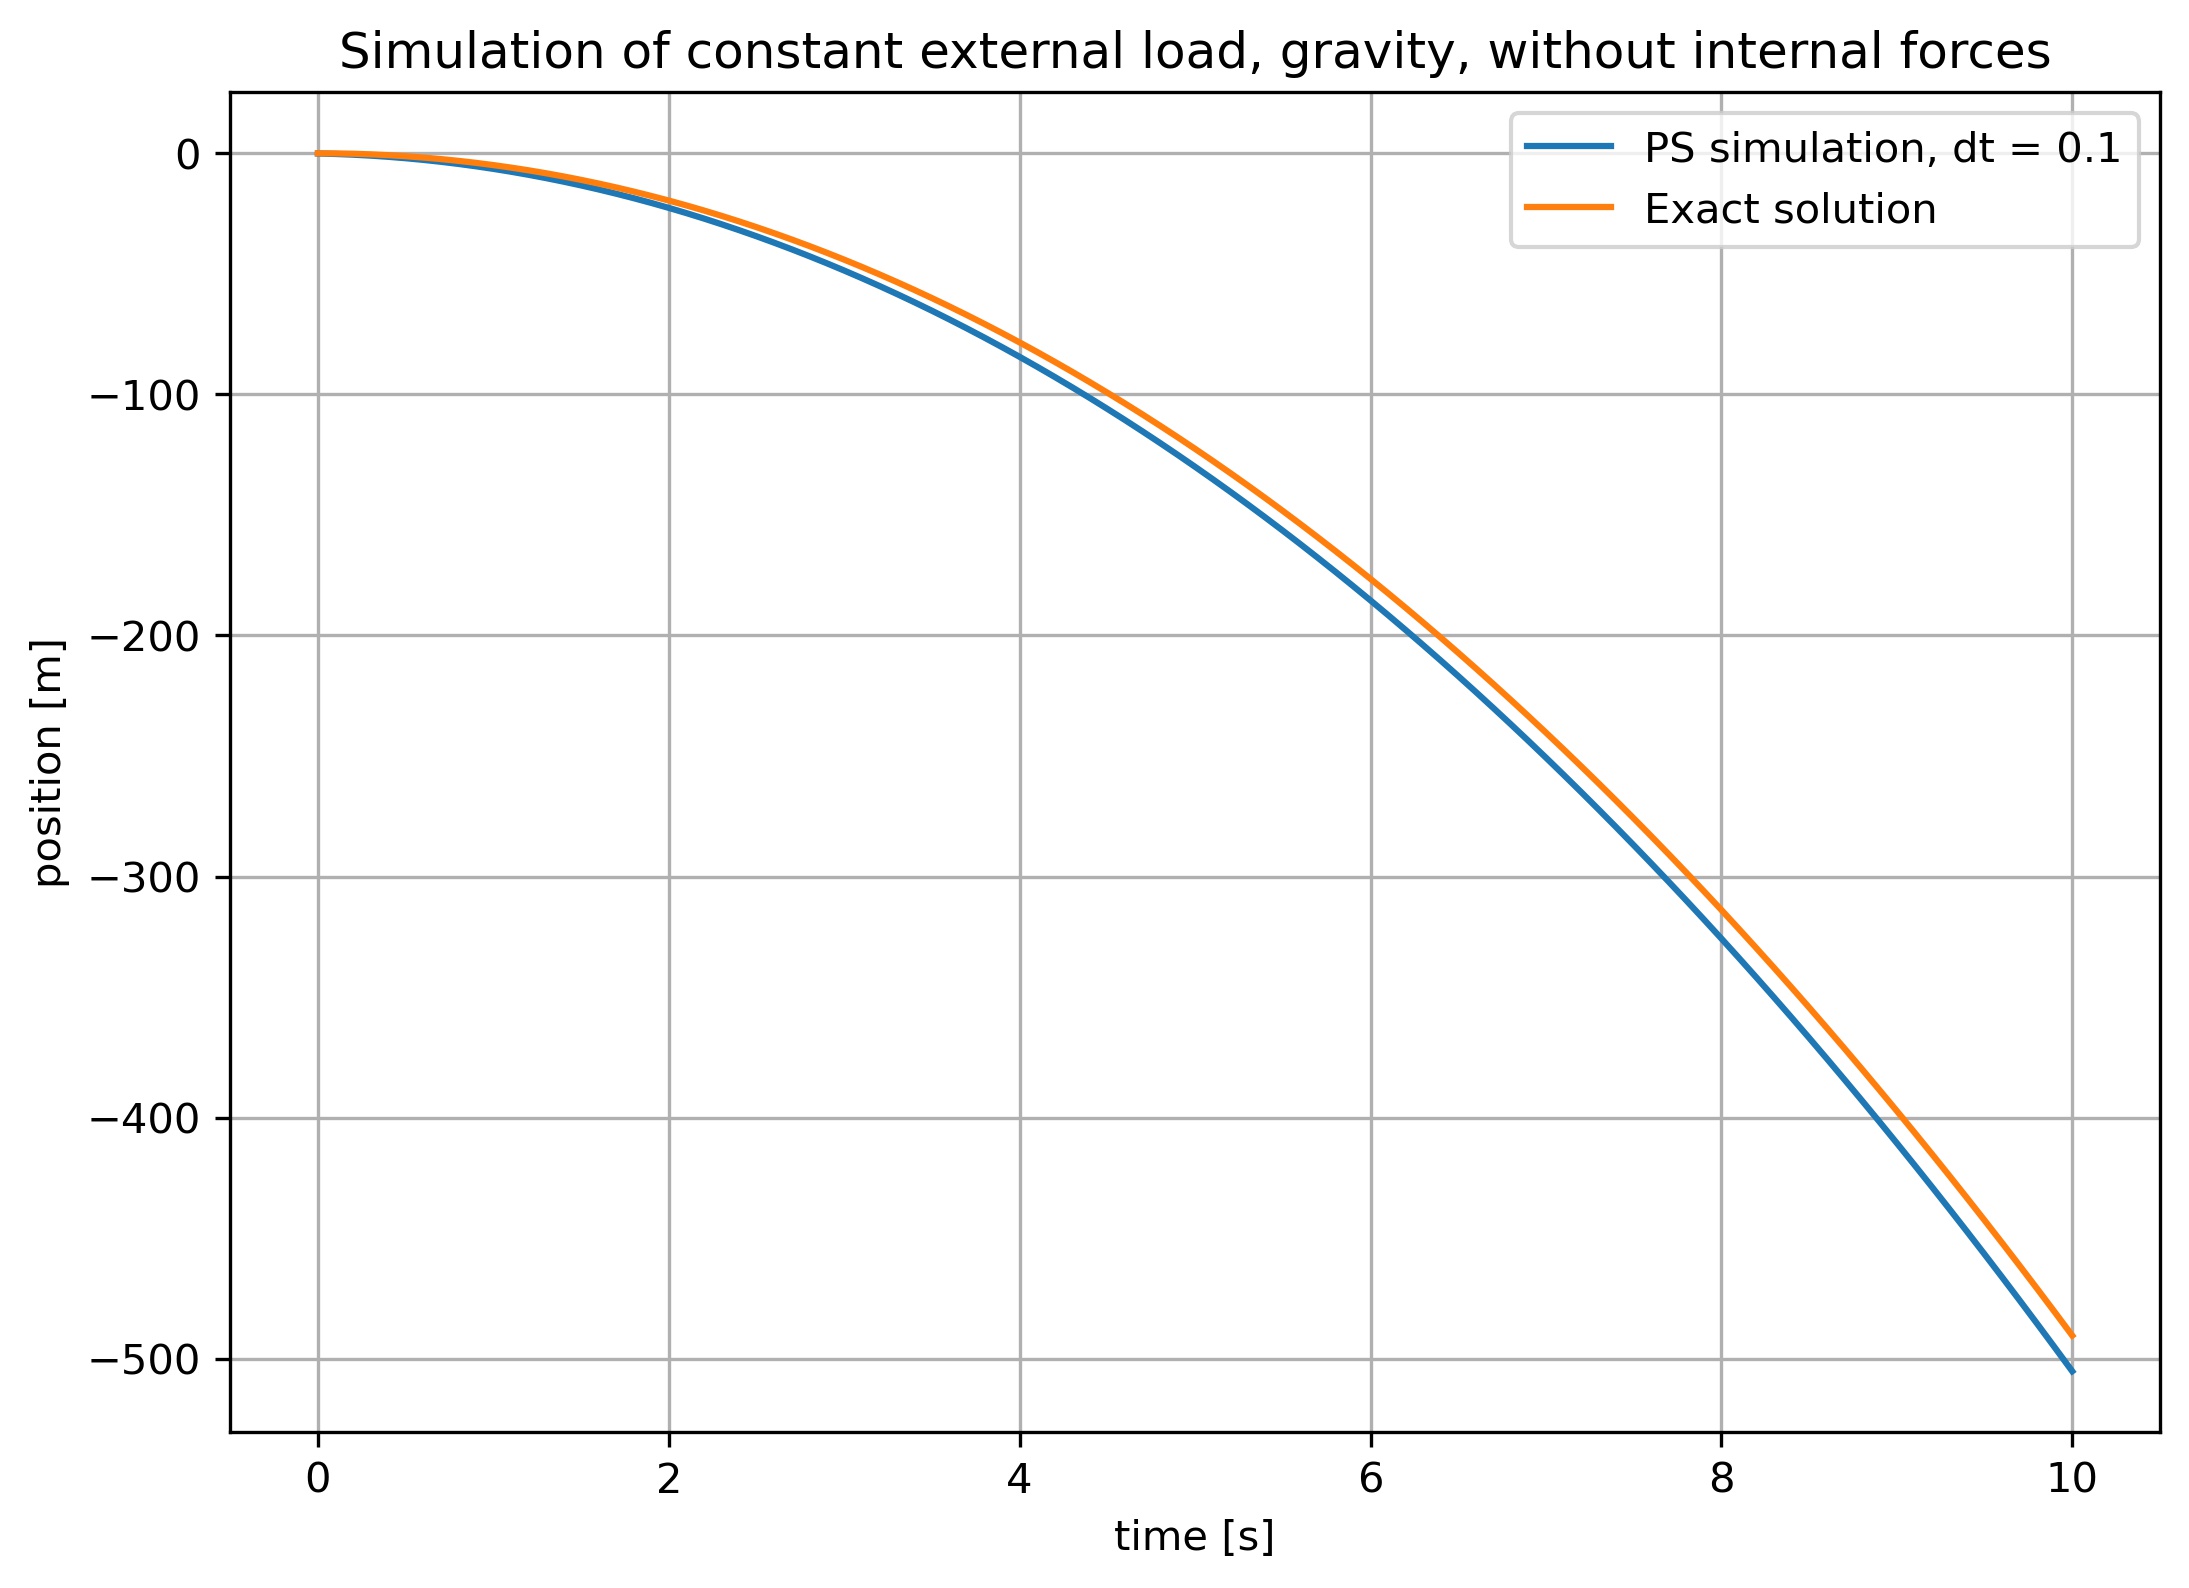 Simulation of constant external load, gravity, without internal forces
PS simulation, dt = 0.1
Exact solution
0
−100
−200
−300
−400
−500
position [m]
0 2 4 6 8 10
time [s]